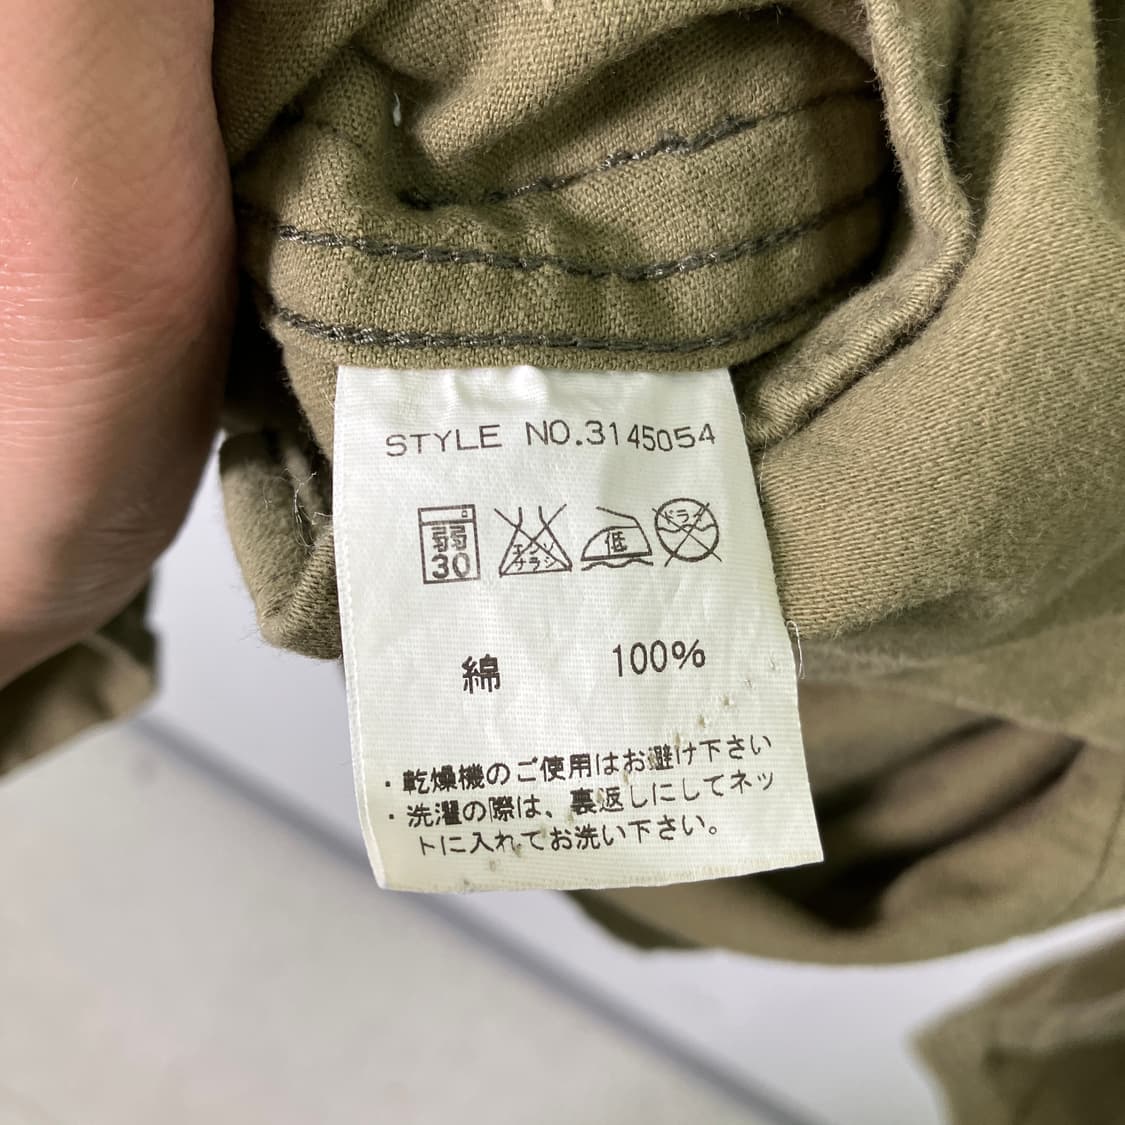 STYLE NO.3145054
弱 30 エンソ サラシ 低 ドライ
綿 100%
・乾燥機のご使用はお避け下さい
・洗濯の際は、裏返しにしてネッ
トに入れてお洗い下さい。